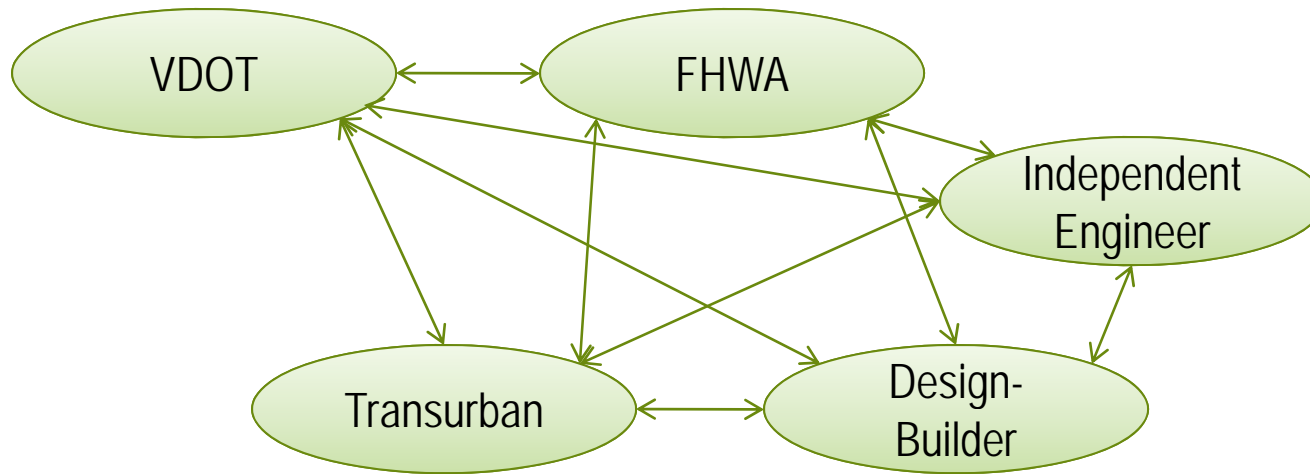 VDOT
FHWA
Independent
Engineer
Transurban
Design-
Builder